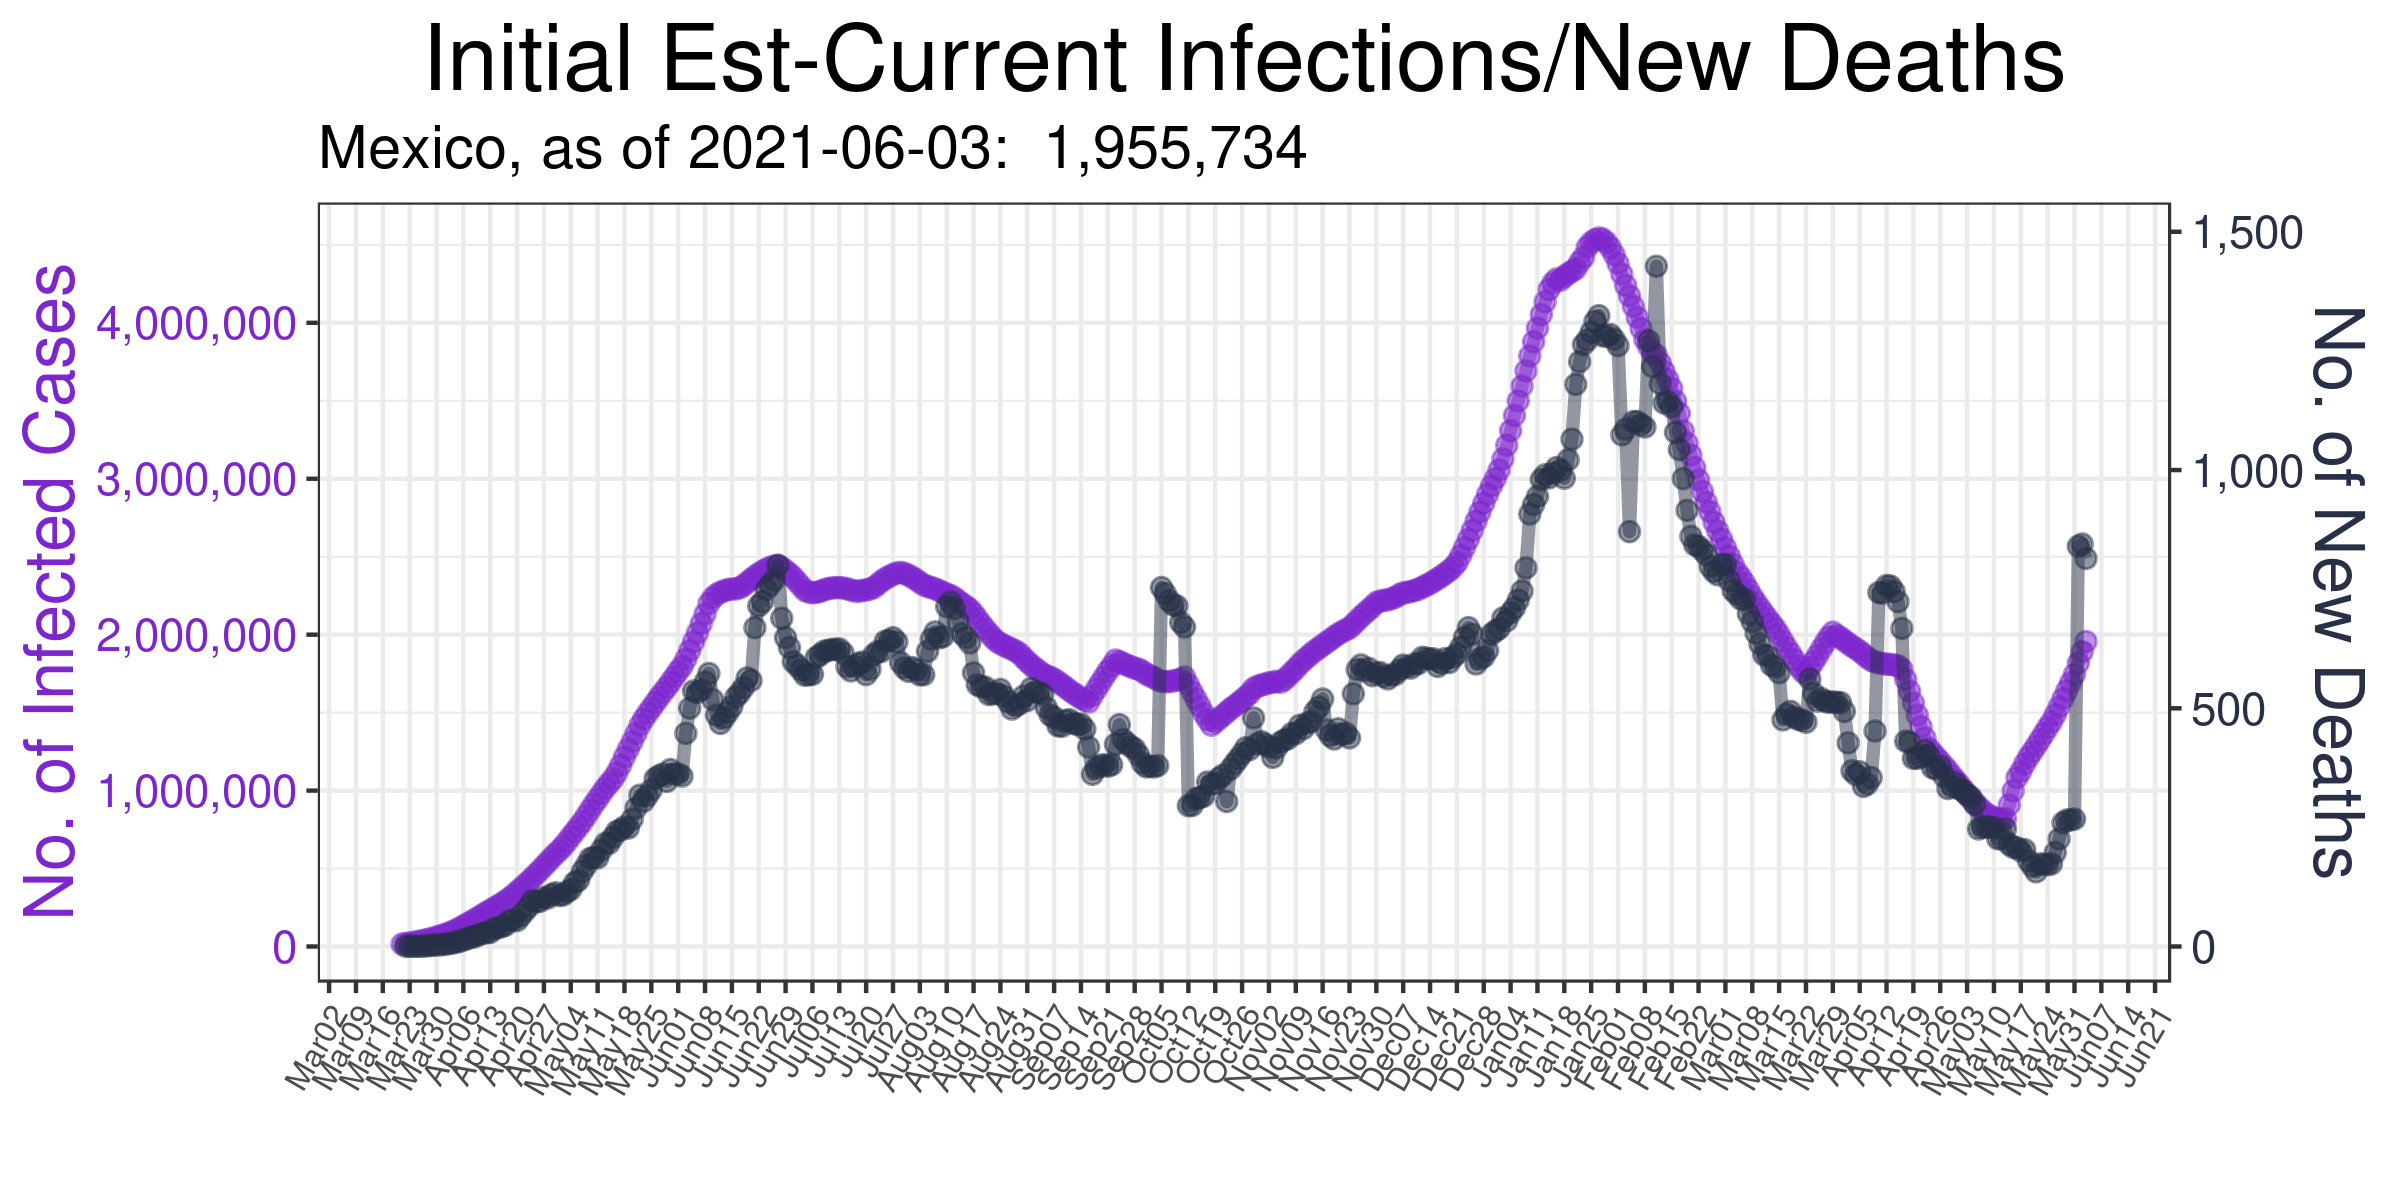 Initial Est-Current Infections/New Deaths
Mexico, as of 2021-06-03:  1,955,734
No. of Infected Cases
4,000,000
3,000,000
2,000,000
1,000,000
0
1,500
1,000
500
0
No. of New Deaths
Mar02
Mar09
Mar16
Mar23
Mar30
Apr06
Apr13
Apr20
Apr27
May04
May11
May18
May25
Jun01
Jun08
Jun15
Jun22
Jun29
Jul06
Jul13
Jul20
Jul27
Aug03
Aug10
Aug17
Aug24
Aug31
Sep07
Sep14
Sep21
Sep28
Oct05
Oct12
Oct19
Oct26
Nov02
Nov09
Nov16
Nov23
Nov30
Dec07
Dec14
Dec21
Dec28
Jan04
Jan11
Jan18
Jan25
Feb01
Feb08
Feb15
Feb22
Mar01
Mar08
Mar15
Mar22
Mar29
Apr05
Apr12
Apr19
Apr26
May03
May10
May17
May24
May31
Jun07
Jun14
Jun21